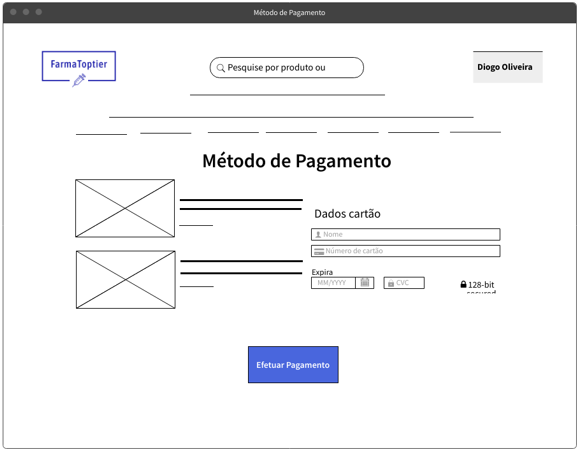 Método de Pagamento
FarmaToptier
Pesquise por produto ou
Diogo Oliveira
Método de Pagamento
Dados cartão
Nome
Número de cartão
Expira
MM/YYYY
CVC
128-bit
secured
Efetuar Pagamento